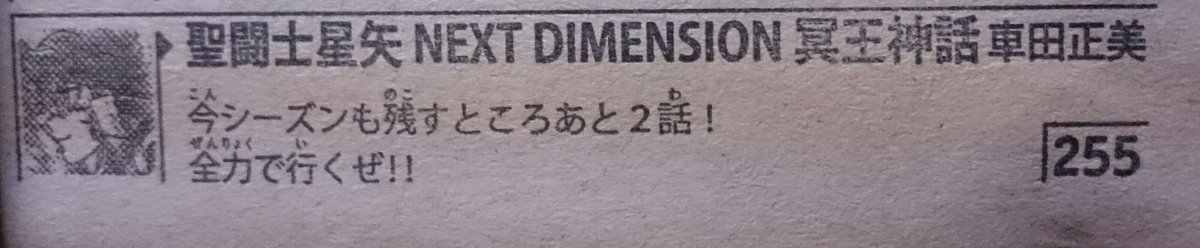 聖闘士星矢 NEXT DIMENSION 冥王神話 車田正美
今シーズンも残すところあと2話!
全力で行くぜ!!
255